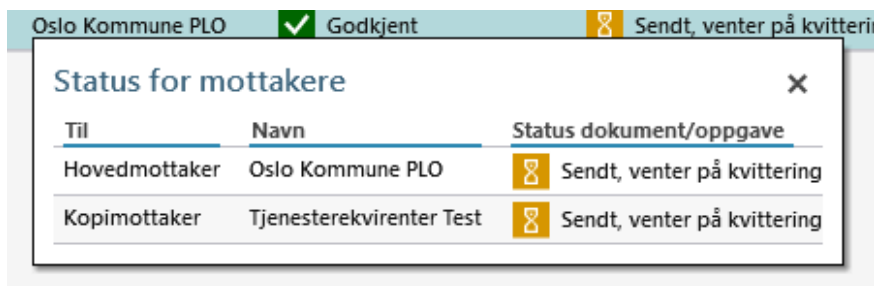 Oslo Kommune PLO Godkjent Sendt, venter på
Status for mottakere
Til Navn Status dokument/oppgave
Hovedmottaker Oslo Kommune PLO Sendt, venter på kvittering
Kopimottaker Tjenesterekvirenter Test Sendt, venter på kvittering